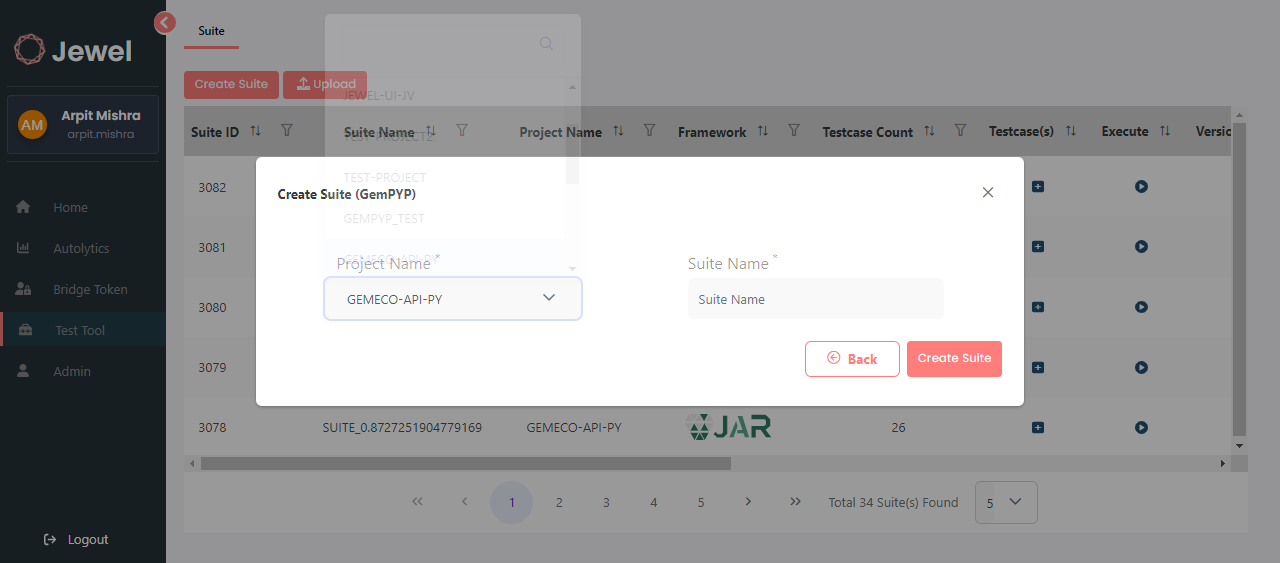 Jewel
AM
Arpit Mishra
arpit.mishra
Home
Autolytics
Bridge Token
Test Tool
Admin
Logout
Suite
Create Suite
Upload
JEWEL-UI-JV
TEST-PROJECT2
TEST-PROJECT
GEMPYP_TEST
GEMECO-API-PY
Suite ID Suite Name Project Name Framework Testcase Count Testcase(s) Execute Versio
3082
3081
3080
3079
3078 SUITE_0.8727251904779169 GEMECO-API-PY JAR 26
Create Suite (GemPYP)
Project Name * Suite Name *
GEMECO-API-PY Suite Name
Back Create Suite
« ‹ 1 2 3 4 5 › » Total 34 Suite(s) Found 5